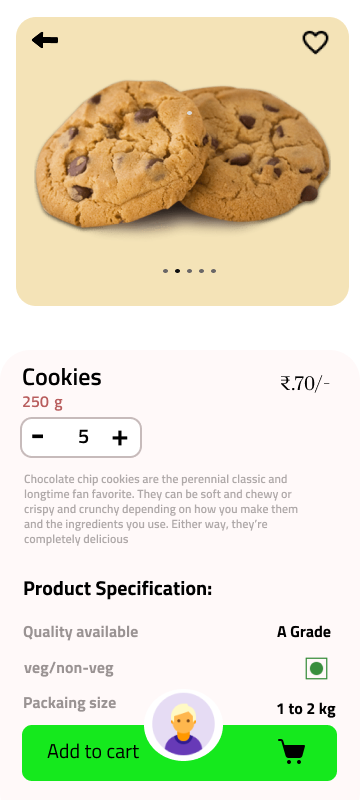 Cookies
₹.70/-
250 g
- 5 +
Chocolate chip cookies are the perennial classic and
longtime fan favorite. They can be soft and chewy or
crispy and crunchy depending on how you make them
and the ingredients you use. Either way, they're
completely delicious
Product Specification:
Quality available A Grade
veg/non-veg
Packaing size 1 to 2 kg
Add to cart